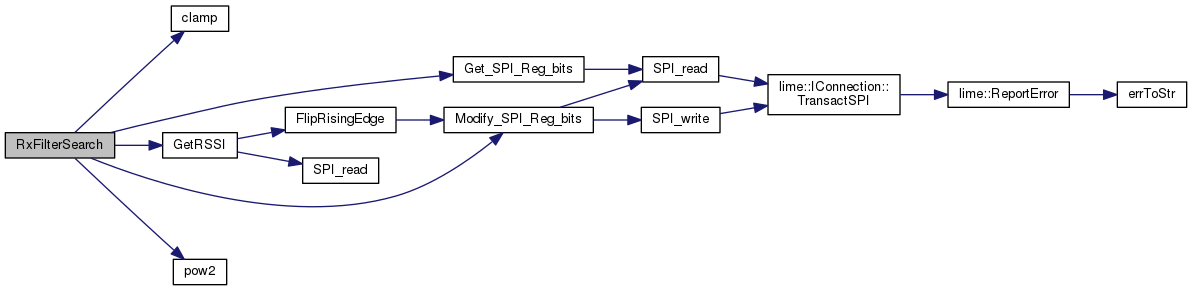 clamp
Get_SPI_Reg_bits
SPI_read
lime::IConnection::
TransactSPI
lime::ReportError
errToStr
FlipRisingEdge
Modify_SPI_Reg_bits
SPI_write
RxFilterSearch
GetRSSI
SPI_read
pow2